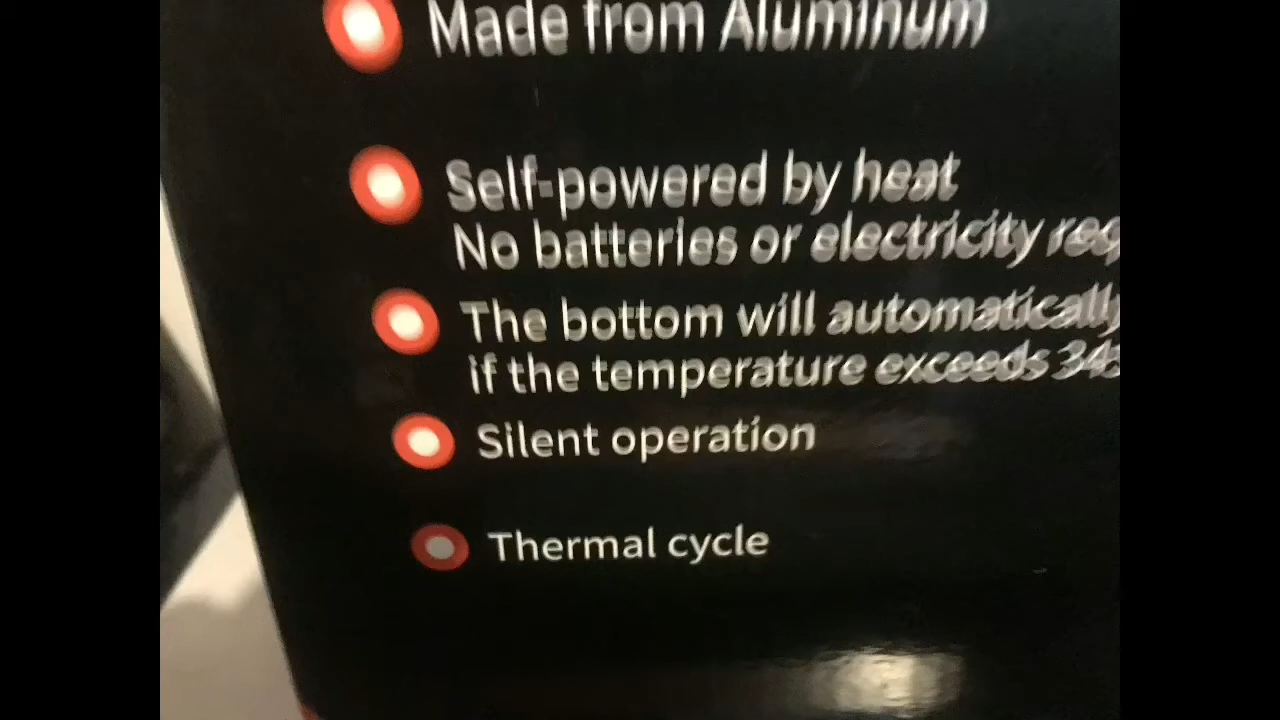 Made from Aluminum
Self-powered by heat
No batteries or electricity
The bottom will automatically
if the temperature exceeds
Silent operation
Thermal cycle